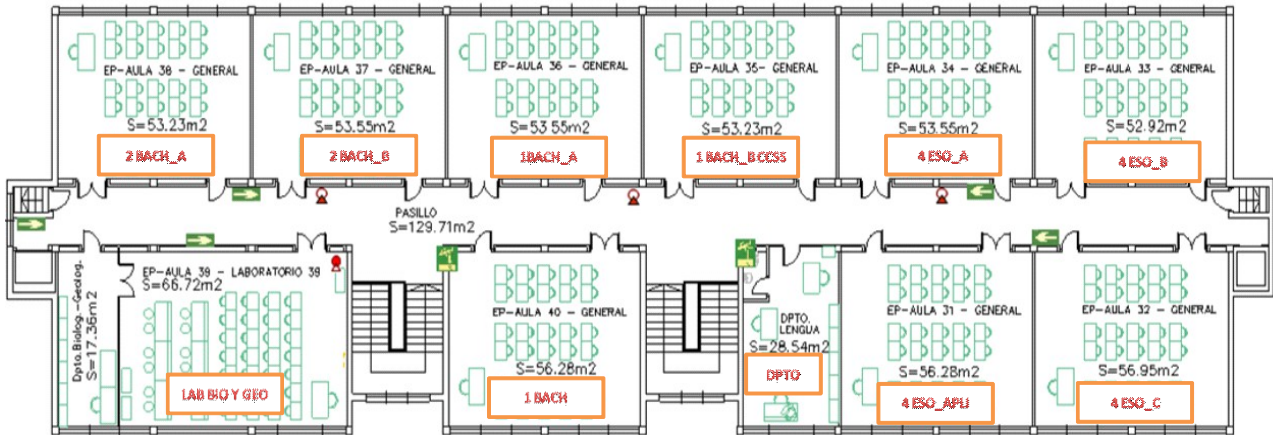 EP-AULA 38 - GENERAL
S=53.23m2
2 BACH_A
EP-AULA 37 - GENERAL
S=53.55m2
2 BACH_B
EP-AULA 36 - GENERAL
S=53.55m2
1BACH_A
EP-AULA 35- GENERAL
S=53.23m2
1 BACH_B CCSS
EP-AULA 34 - GENERAL
S=53.55m2
4 ESO_A
EP-AULA 33 - GENERAL
S=52.92m2
4 ESO_B
PASILLO
S=129.71m2
Dpto.Biolog.-Geolog.
S=17.36m2
EP-AULA 39 - LABORATORIO 39
S=66.72m2
LAB BIO Y GEO
EP-AULA 40 - GENERAL
S=56.28m2
1 BACH
DPTO.
LENGUA
S=28.54m2
DPTO
EP-AULA 31 - GENERAL
S=56.28m2
4 ESO_APLI
EP-AULA 32 - GENERAL
S=56.95m2
4 ESO_C